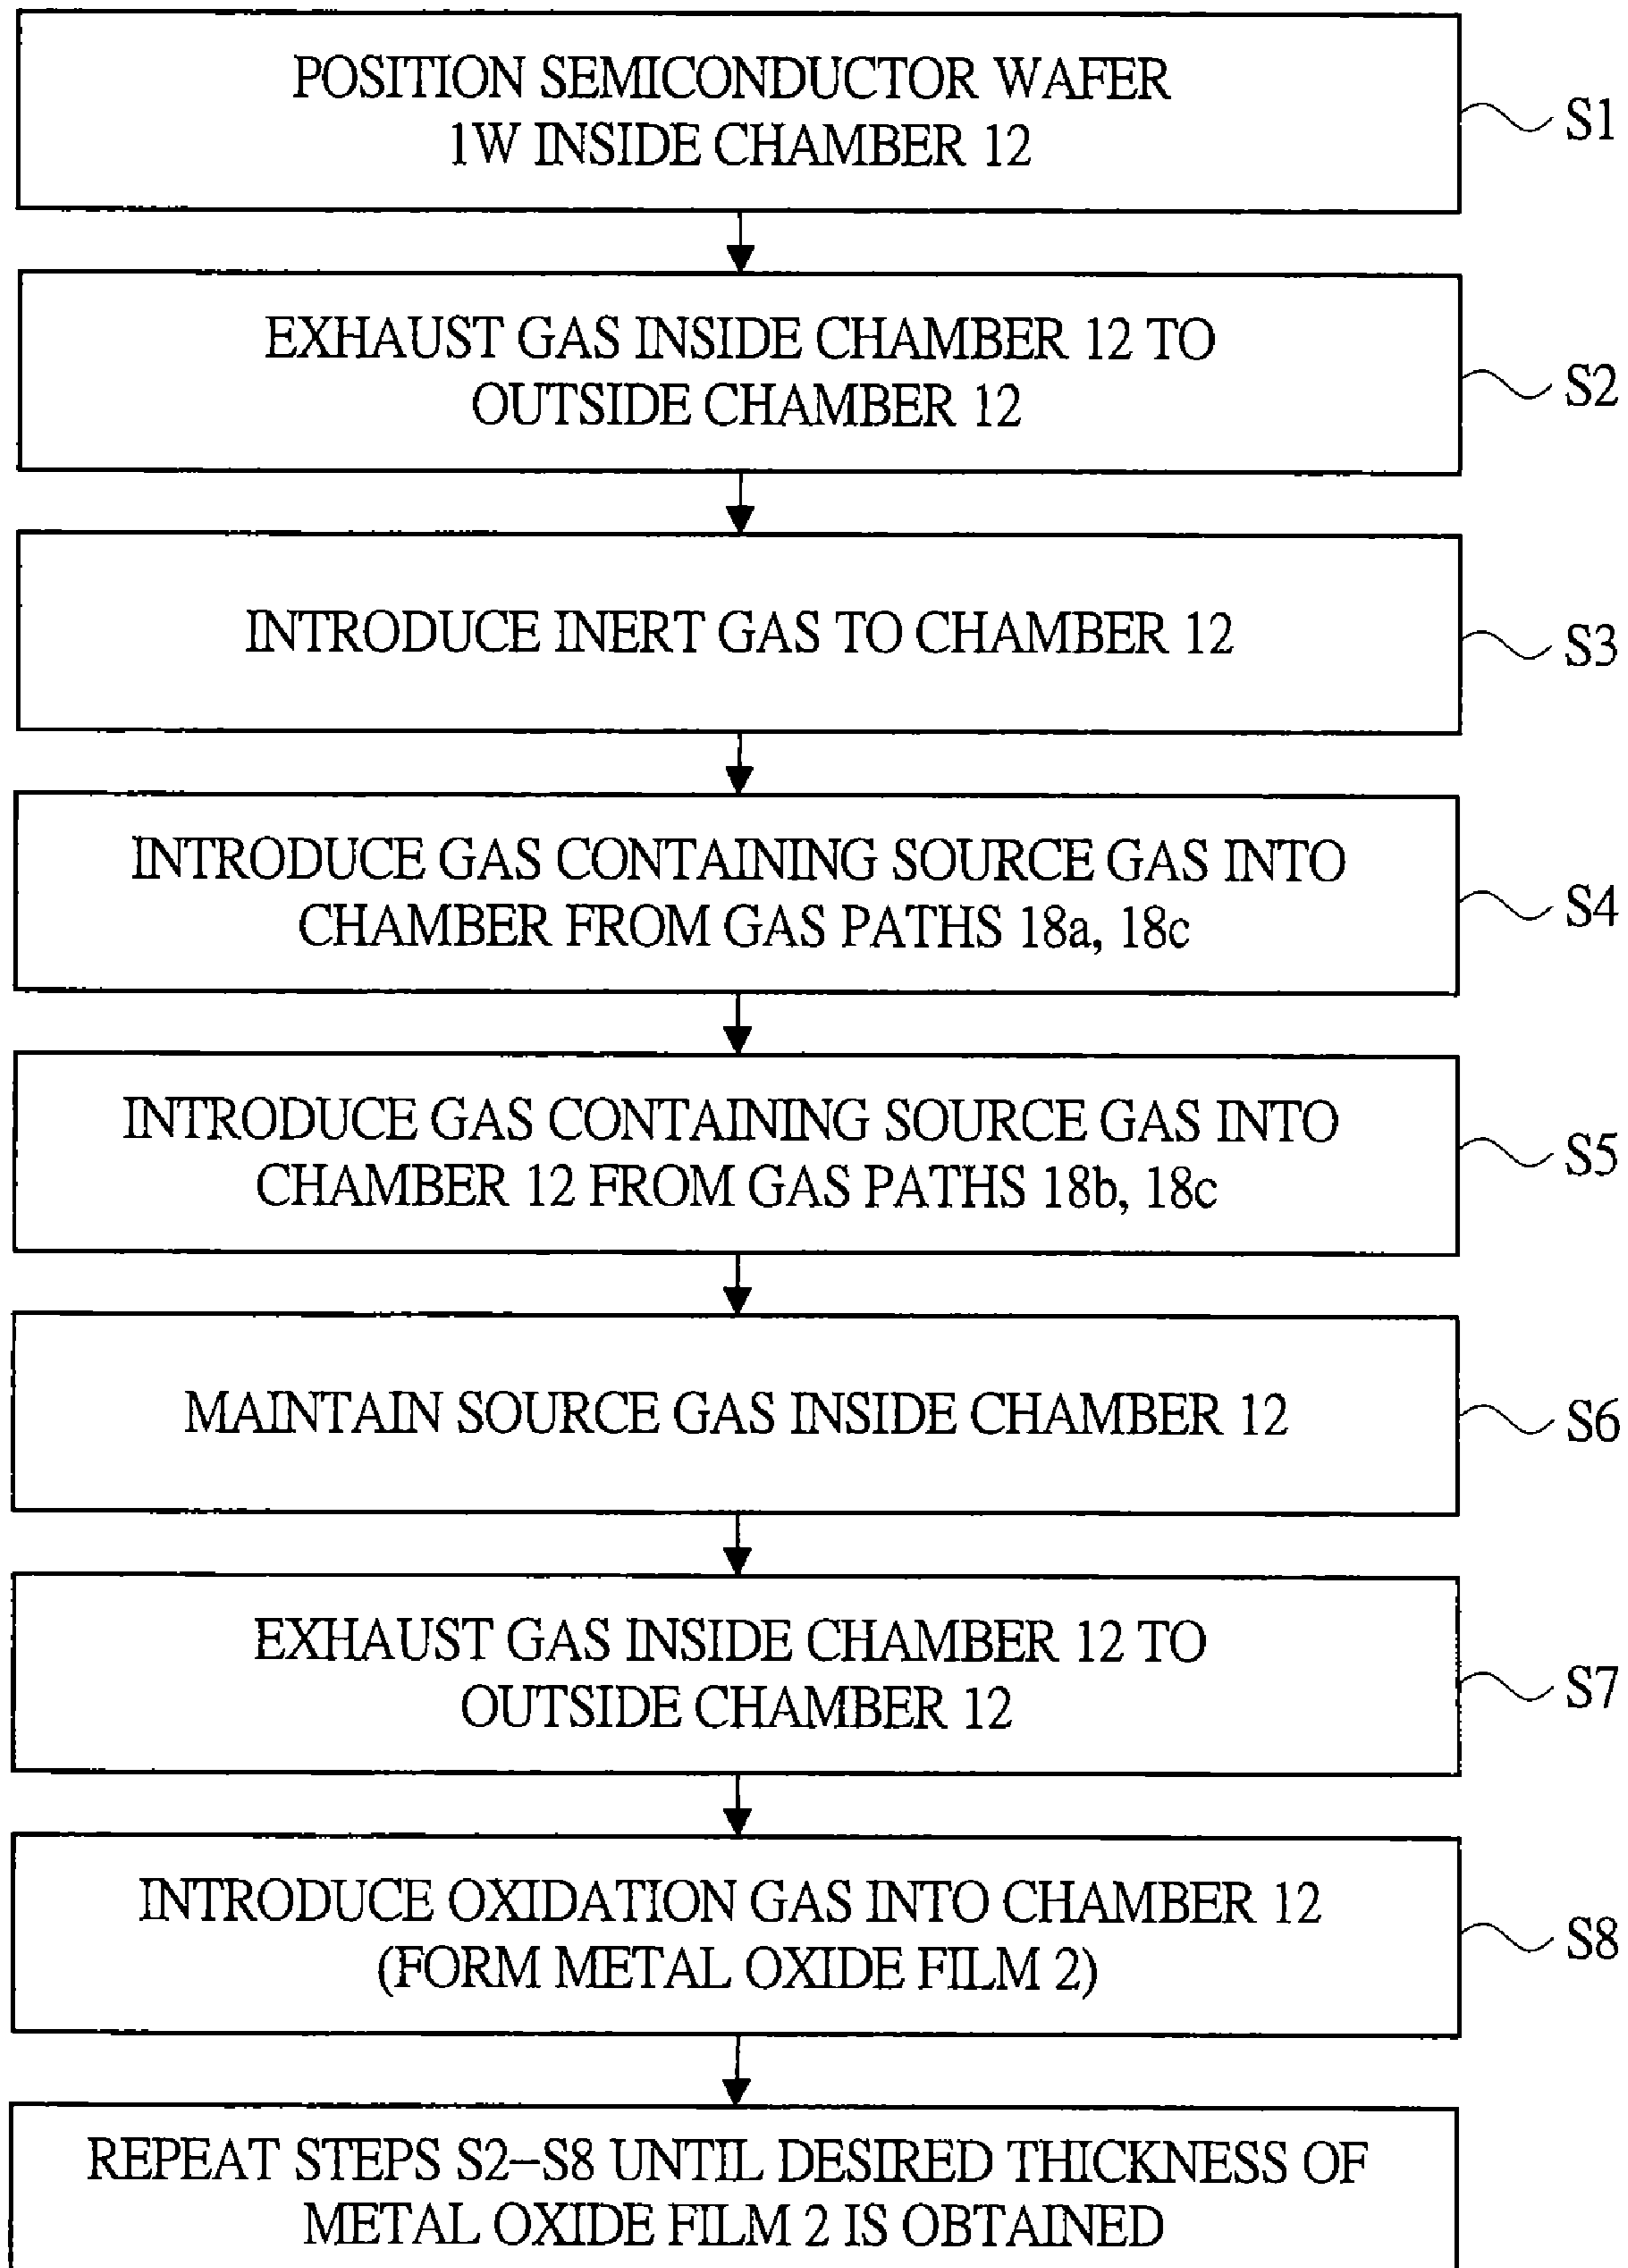 POSITION SEMICONDUCTOR WAFER
1W INSIDE CHAMBER 12
S1
EXHAUST GAS INSIDE CHAMBER 12 TO
OUTSIDE CHAMBER 12
S2
INTRODUCE INERT GAS TO CHAMBER 12
S3
INTRODUCE GAS CONTAINING SOURCE GAS INTO
CHAMBER FROM GAS PATHS 18a, 18c
S4
INTRODUCE GAS CONTAINING SOURCE GAS INTO
CHAMBER 12 FROM GAS PATHS 18b, 18c
S5
MAINTAIN SOURCE GAS INSIDE CHAMBER 12
S6
EXHAUST GAS INSIDE CHAMBER 12 TO
OUTSIDE CHAMBER 12
S7
INTRODUCE OXIDATION GAS INTO CHAMBER 12
(FORM METAL OXIDE FILM 2)
S8
REPEAT STEPS S2–S8 UNTIL DESIRED THICKNESS OF
METAL OXIDE FILM 2 IS OBTAINED